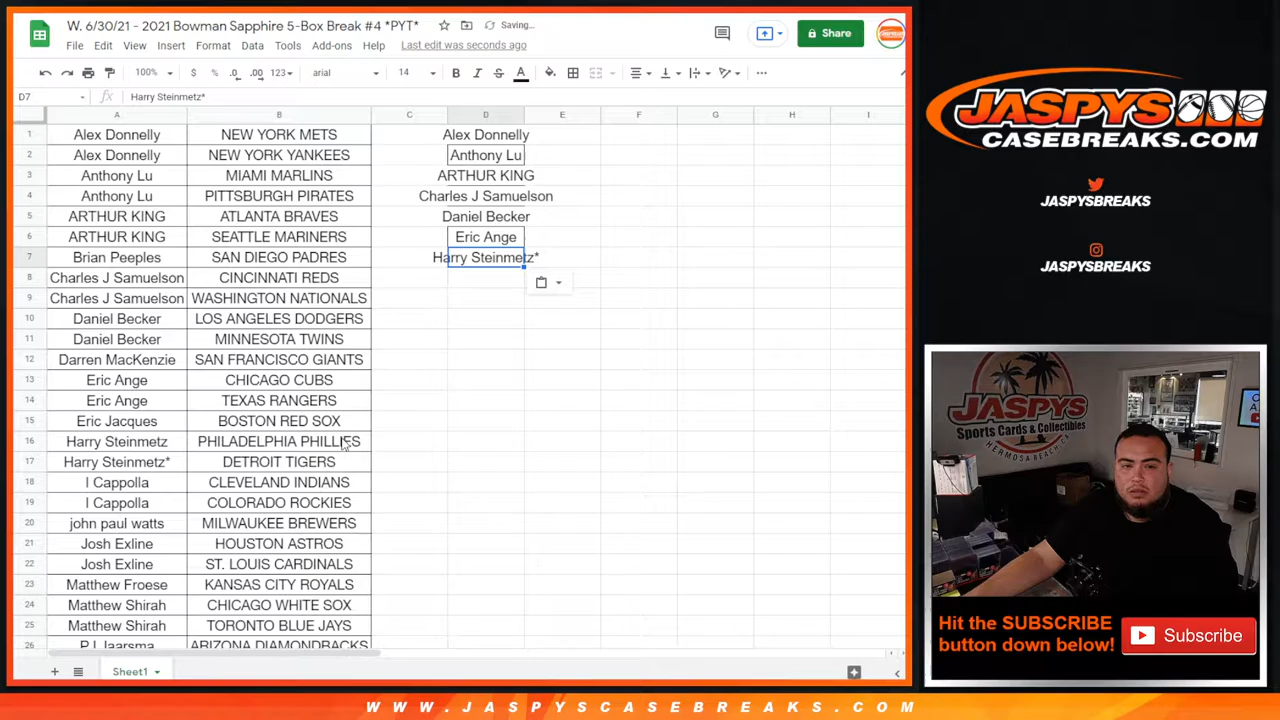 W. 6/30/21 - 2021 Bowman Sapphire 5-Box Break #4 *PYT*
Saving...
File Edit View Insert Format Data Tools Add-ons Help Last edit was seconds ago
Share
100% $ % .0 .00 123 arial 14 B I S A
D7 fx Harry Steinmetz*
A B C D E F G H I
1 Alex Donnelly NEW YORK METS Alex Donnelly
2 Alex Donnelly NEW YORK YANKEES Anthony Lu
3 Anthony Lu MIAMI MARLINS ARTHUR KING
4 Anthony Lu PITTSBURGH PIRATES Charles J Samuelson
5 ARTHUR KING ATLANTA BRAVES Daniel Becker
6 ARTHUR KING SEATTLE MARINERS Eric Ange
7 Brian Peeples SAN DIEGO PADRES Harry Steinmetz*
8 Charles J Samuelson CINCINNATI REDS
9 Charles J Samuelson WASHINGTON NATIONALS
10 Daniel Becker LOS ANGELES DODGERS
11 Daniel Becker MINNESOTA TWINS
12 Darren MacKenzie SAN FRANCISCO GIANTS
13 Eric Ange CHICAGO CUBS
14 Eric Ange TEXAS RANGERS
15 Eric Jacques BOSTON RED SOX
16 Harry Steinmetz PHILADELPHIA PHILLIES
17 Harry Steinmetz* DETROIT TIGERS
18 I Cappolla CLEVELAND INDIANS
19 I Cappolla COLORADO ROCKIES
20 john paul watts MILWAUKEE BREWERS
21 Josh Exline HOUSTON ASTROS
22 Josh Exline ST. LOUIS CARDINALS
23 Matthew Froese KANSAS CITY ROYALS
24 Matthew Shirah CHICAGO WHITE SOX
25 Matthew Shirah TORONTO BLUE JAYS
26 PJ Jaarsma ARIZONA DIAMONDBACKS
Sheet1
JASPYS
CASEBREAKS.COM
JASPYSBREAKS
JASPYSBREAKS
JASPYS
Sports Cards & Collectibles
HERMOSA BEACH, CA
Hit the SUBSCRIBE
button down below!
Subscribe
WWW.JASPYSCASEBREAKS.COM